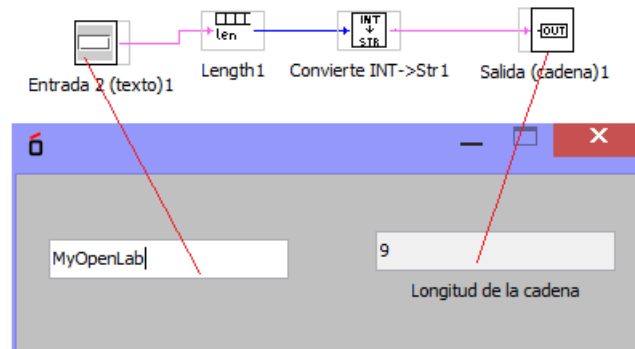 len
INT
STR
OUT
Entrada 2 (texto)1
Length1
Convierte INT->Str1
Salida (cadena)1
ó
MyOpenLab
9
Longitud de la cadena